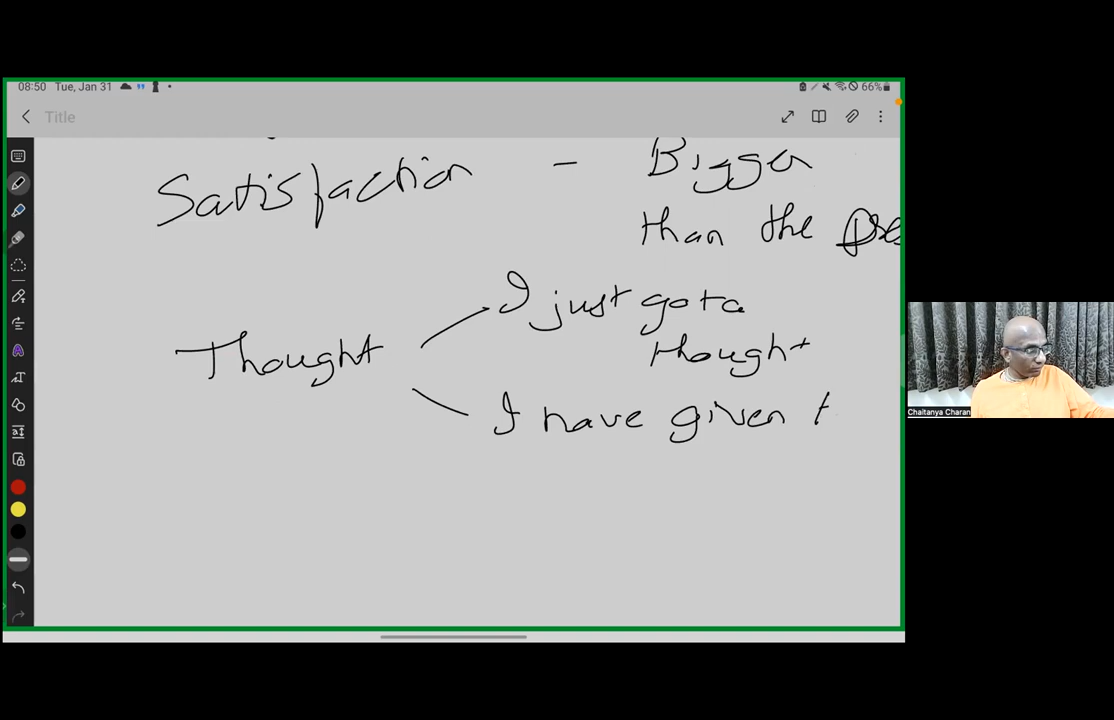 08:50 Tue, Jan 31
66%
Title
Satisfaction - Bigger
than the
I just got a
thought
Thought
I have given t
Chaitanya Charan